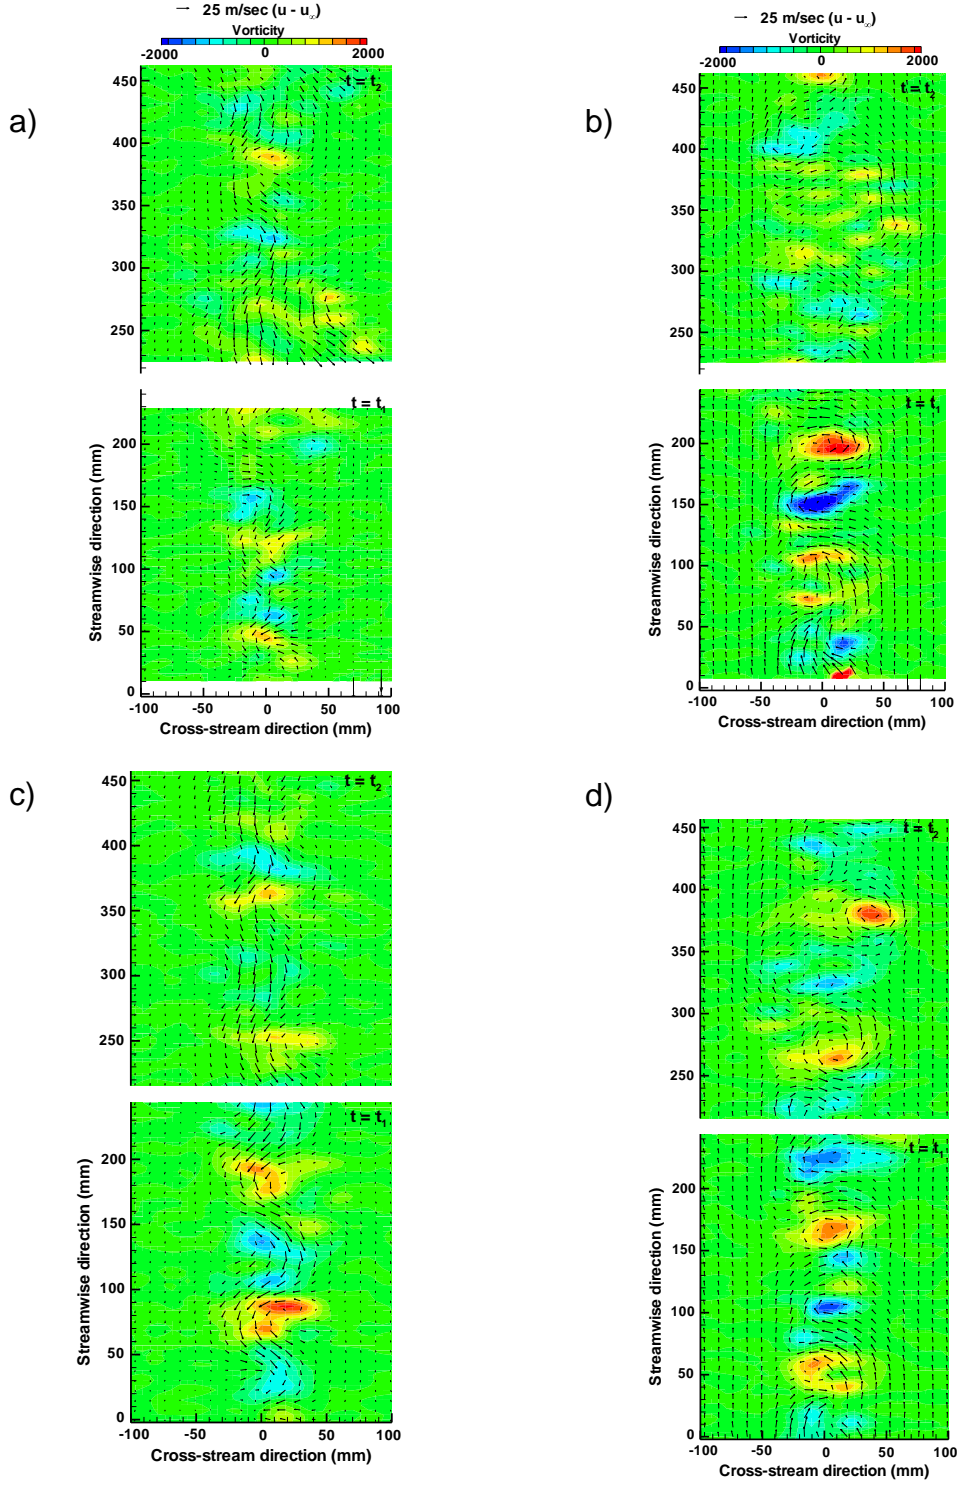 25 m/sec (u - u∞)
Vorticity
-2000 0 2000
a)
t = t2
450
400
350
300
250
t = t1
200
150
100
50
0
Streamwise direction (mm)
-100 -50 0 50 100
Cross-stream direction (mm)
25 m/sec (u - u∞)
Vorticity
-2000 0 2000
b)
t = t2
450
400
350
300
250
t = t1
200
150
100
50
0
Streamwise direction (mm)
-100 -50 0 50 100
Cross-stream direction (mm)
c)
t = t2
450
400
350
300
250
t = t1
200
150
100
50
0
Streamwise direction (mm)
-100 -50 0 50 100
Cross-stream direction (mm)
d)
t = t2
450
400
350
300
250
t = t1
200
150
100
50
0
Streamwise direction (mm)
-100 -50 0 50 100
Cross-stream direction (mm)